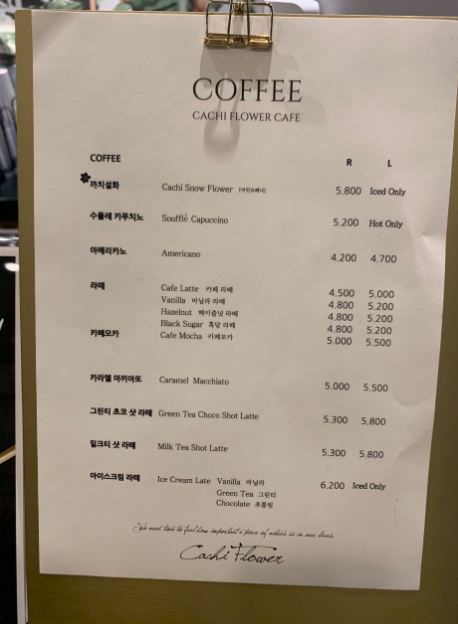 COFFEE
CACHI FLOWER CAFE
COFFEE R L
까치설화 Cachi Snow Flower 5.800 Iced Only
수플레 카푸치노 Soufflé Capuccino 5.200 Hot Only
아메리카노 Americano 4.200 4.700
라떼 Cafe Latte 카페 라떼 4.500 5.000
Vanilla 바닐라 라떼 4.800 5.200
Hazelnut 헤이즐넛 라떼 4.800 5.200
Black Sugar 흑당 라떼 4.800 5.200
카페모카 Cafe Mocha 카페모카 5.000 5.500
카라멜 마끼아또 Caramel Macchiato 5.000 5.500
그린티 초코 샷 라떼 Green Tea Choco Shot Latte 5.300 5.800
밀크티 샷 라떼 Milk Tea Shot Latte 5.300 5.800
아이스크림 라떼 Ice Cream Late Vanilla 바닐라 6.200 Iced Only
Green Tea 그린티
Chocolate 초콜릿
Cachi Flower